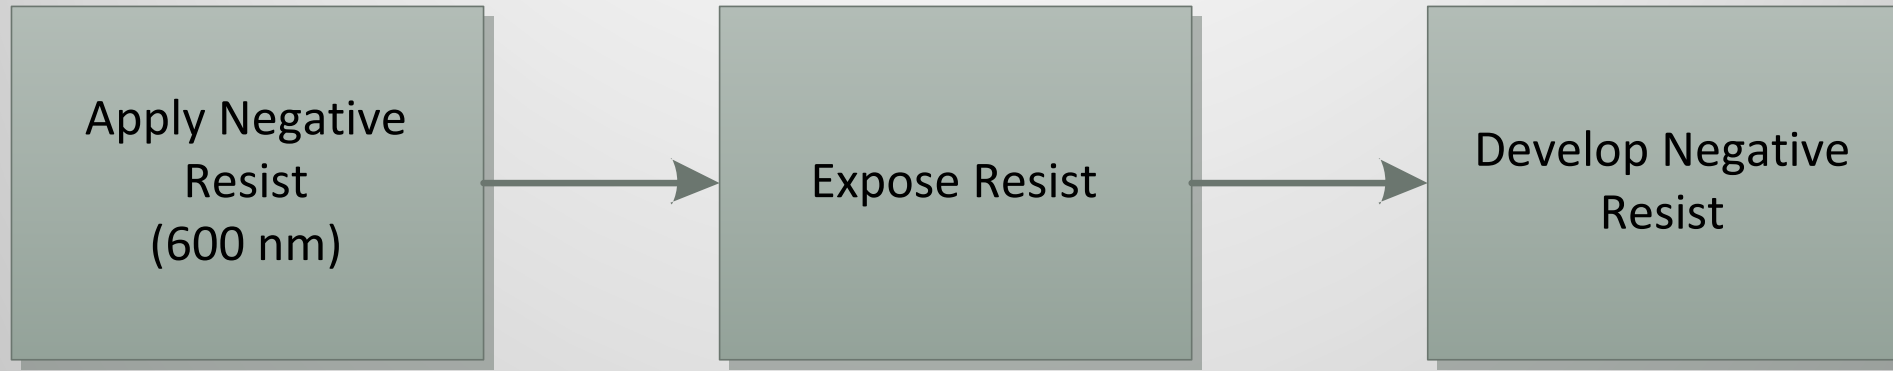 Apply Negative
Resist
(600 nm)
Expose Resist
Develop Negative
Resist